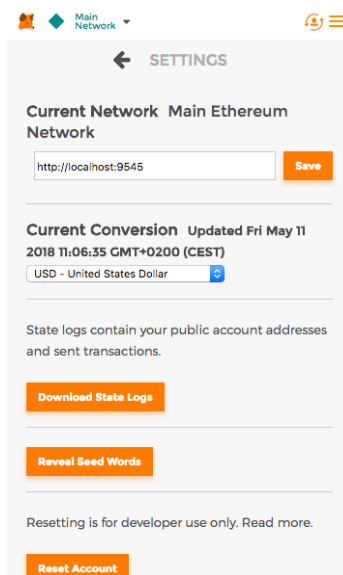 Main
Network
SETTINGS
Current Network Main Ethereum
Network
http://localhost:9545
Save
Current Conversion Updated Fri May 11
2018 11:06:35 GMT+0200 (CEST)
USD - United States Dollar
State logs contain your public account addresses
and sent transactions.
Download State Logs
Reveal Seed Words
Resetting is for developer use only. Read more.
Reset Account